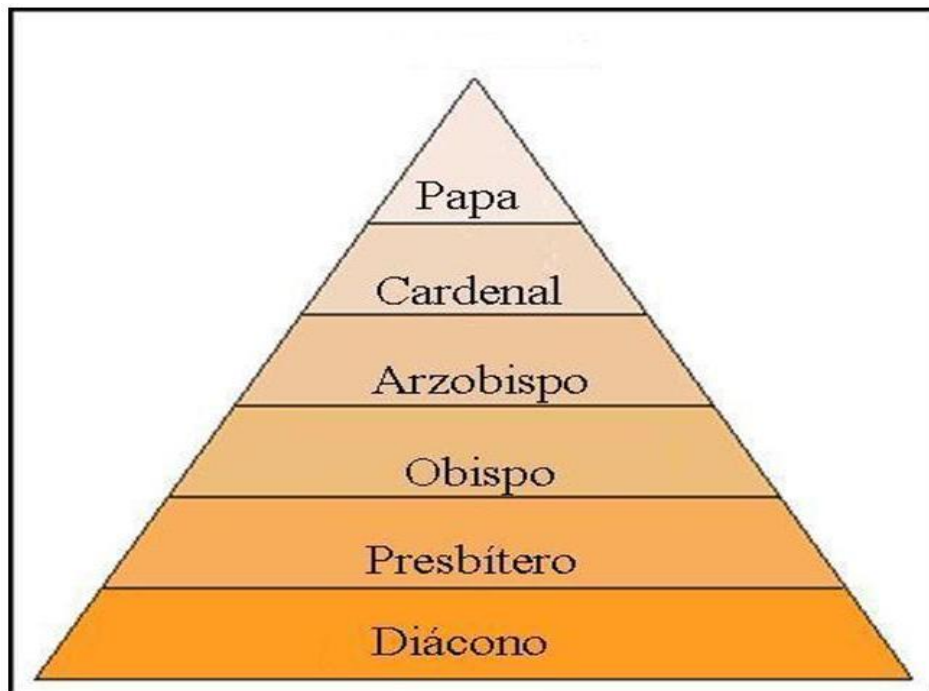 Papa
Cardenal
Arzobispo
Obispo
Presbítero
Diácono